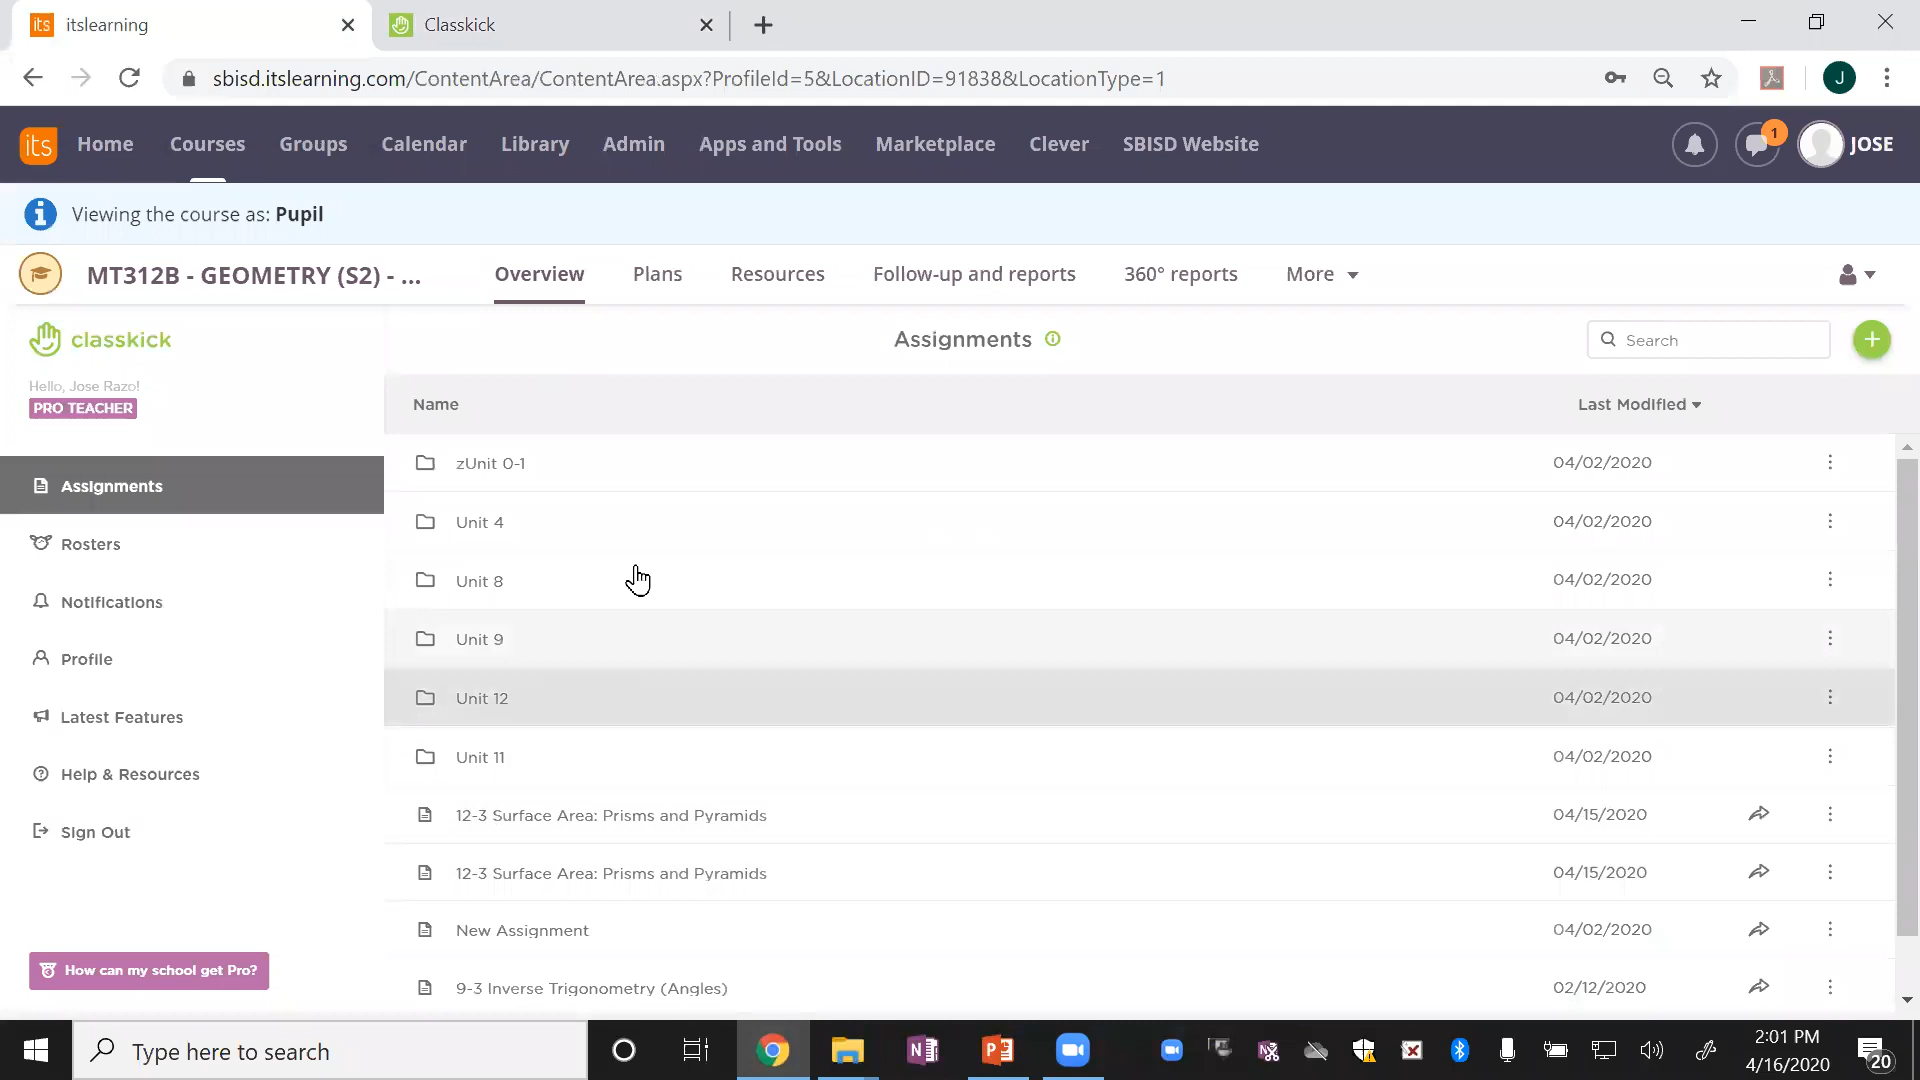 its itslearning
Classkick
sbisd.itslearning.com/ContentArea/ContentArea.aspx?ProfileId=5&LocationID=91838&LocationType=1
J
its Home Courses Groups Calendar Library Admin Apps and Tools Marketplace Clever SBISD Website 1 JOSE
Viewing the course as: Pupil
MT312B - GEOMETRY (S2) - ... Overview Plans Resources Follow-up and reports 360° reports More
classkick
Hello, Jose Razo!
PRO TEACHER
Assignments
Rosters
Notifications
Profile
Latest Features
Help & Resources
Sign Out
How can my school get Pro?
Assignments
Search
Name Last Modified
zUnit 0-1 04/02/2020
Unit 4 04/02/2020
Unit 8 04/02/2020
Unit 9 04/02/2020
Unit 12 04/02/2020
Unit 11 04/02/2020
12-3 Surface Area: Prisms and Pyramids 04/15/2020
12-3 Surface Area: Prisms and Pyramids 04/15/2020
New Assignment 04/02/2020
9-3 Inverse Trigonometry (Angles) 02/12/2020
Type here to search
2:01 PM
4/16/2020
20